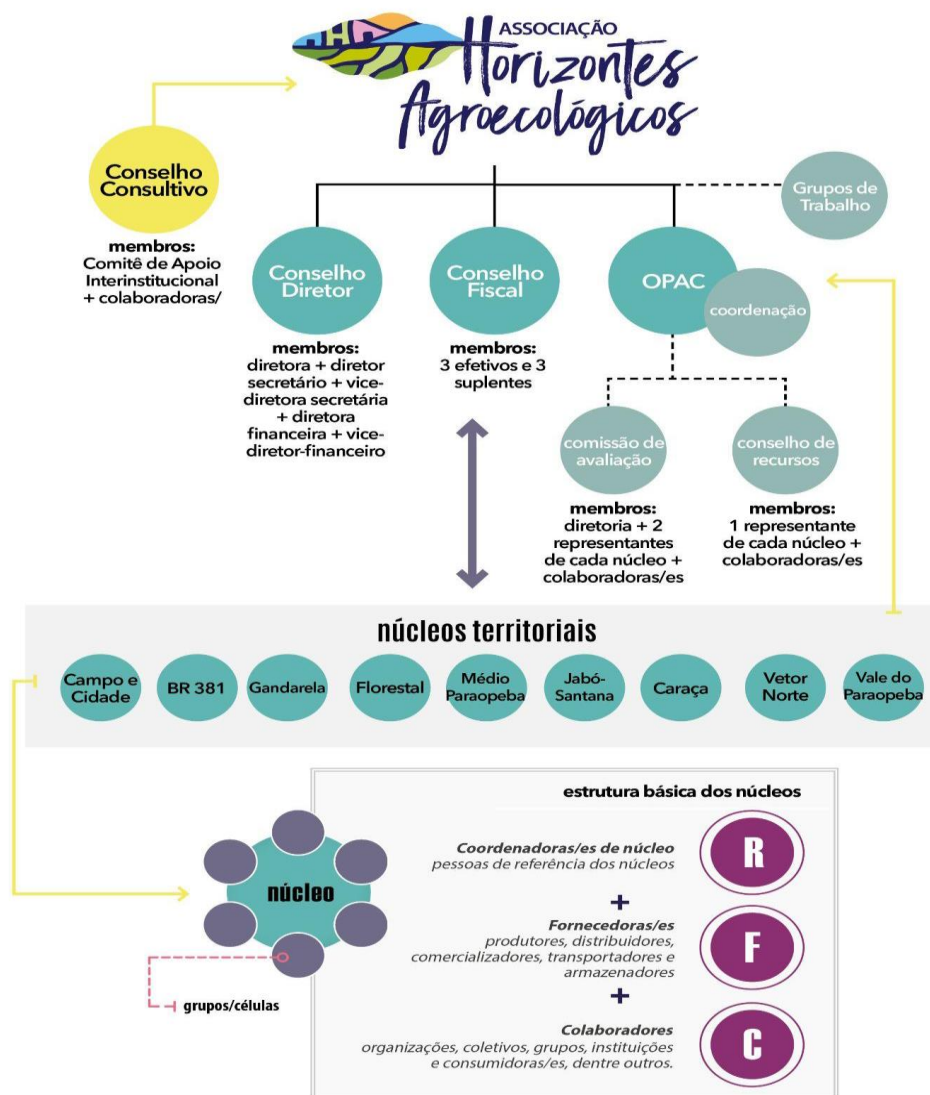 ASSOCIAÇÃO
Horizontes
Agroecológicos
Conselho
Consultivo
membros:
Comitê de Apoio
Interinstitucional
+ colaboradoras/
Grupos de
Trabalho
Conselho
Diretor
membros:
diretora + diretor
secretário + vice-
diretora secretária
+ diretora
financeira + vice-
diretor-financeiro
Conselho
Fiscal
membros:
3 efetivos e 3
suplentes
OPAC
coordenação
comissão de
avaliação
membros:
diretoria + 2
representantes
de cada núcleo +
colaboradoras/es
conselho de
recursos
membros:
1 representante
de cada núcleo +
colaboradoras/es
núcleos territoriais
Campo e
Cidade
BR 381
Gandarela
Florestal
Médio
Paraopeba
Jabó-
Santana
Caraça
Vetor
Norte
Vale do
Paraopeba
núcleo
grupos/células
estrutura básica dos núcleos
Coordenadoras/es de núcleo
pessoas de referência dos núcleos
R
+
Fornecedoras/es
produtores, distribuidores,
comercializadores, transportadores e
armazenadores
F
+
Colaboradores
organizações, coletivos, grupos, instituições
e consumidoras/es, dentre outros.
C